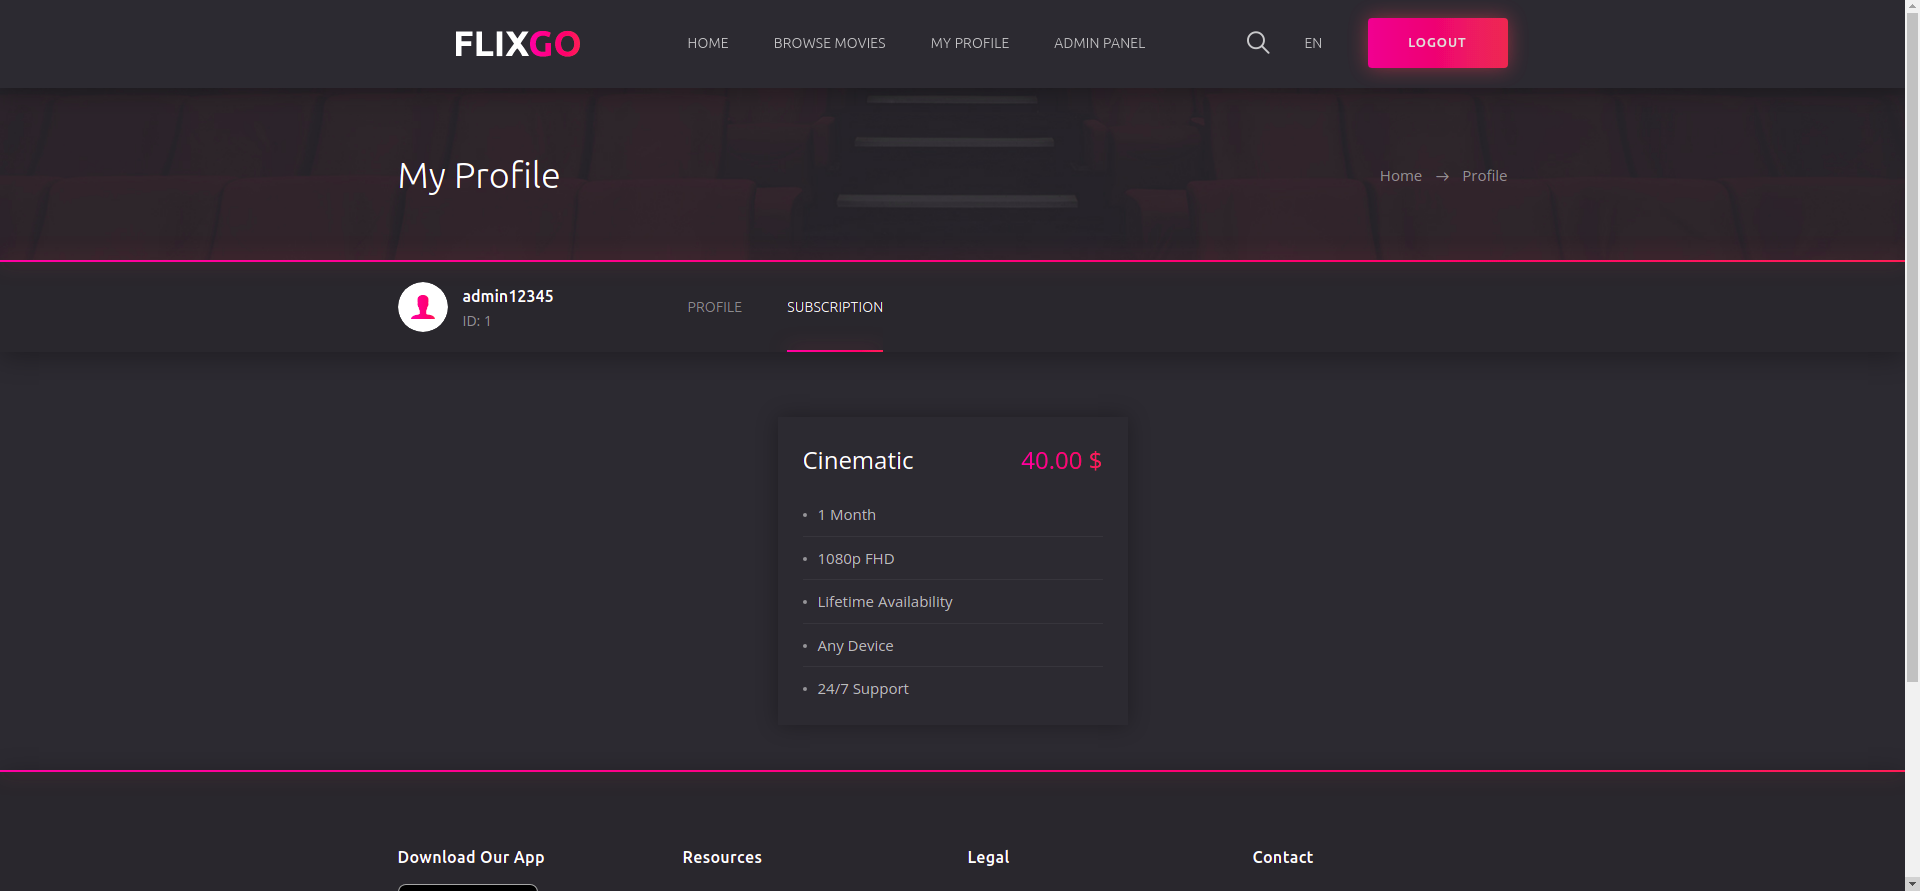 FLIXGO
HOME
BROWSE MOVIES
MY PROFILE
ADMIN PANEL
EN
LOGOUT
My Profile
Home → Profile
admin12345
ID: 1
PROFILE
SUBSCRIPTION
Cinematic
40.00 $
• 1 Month
• 1080p FHD
• Lifetime Availability
• Any Device
• 24/7 Support
Download Our App
Resources
Legal
Contact